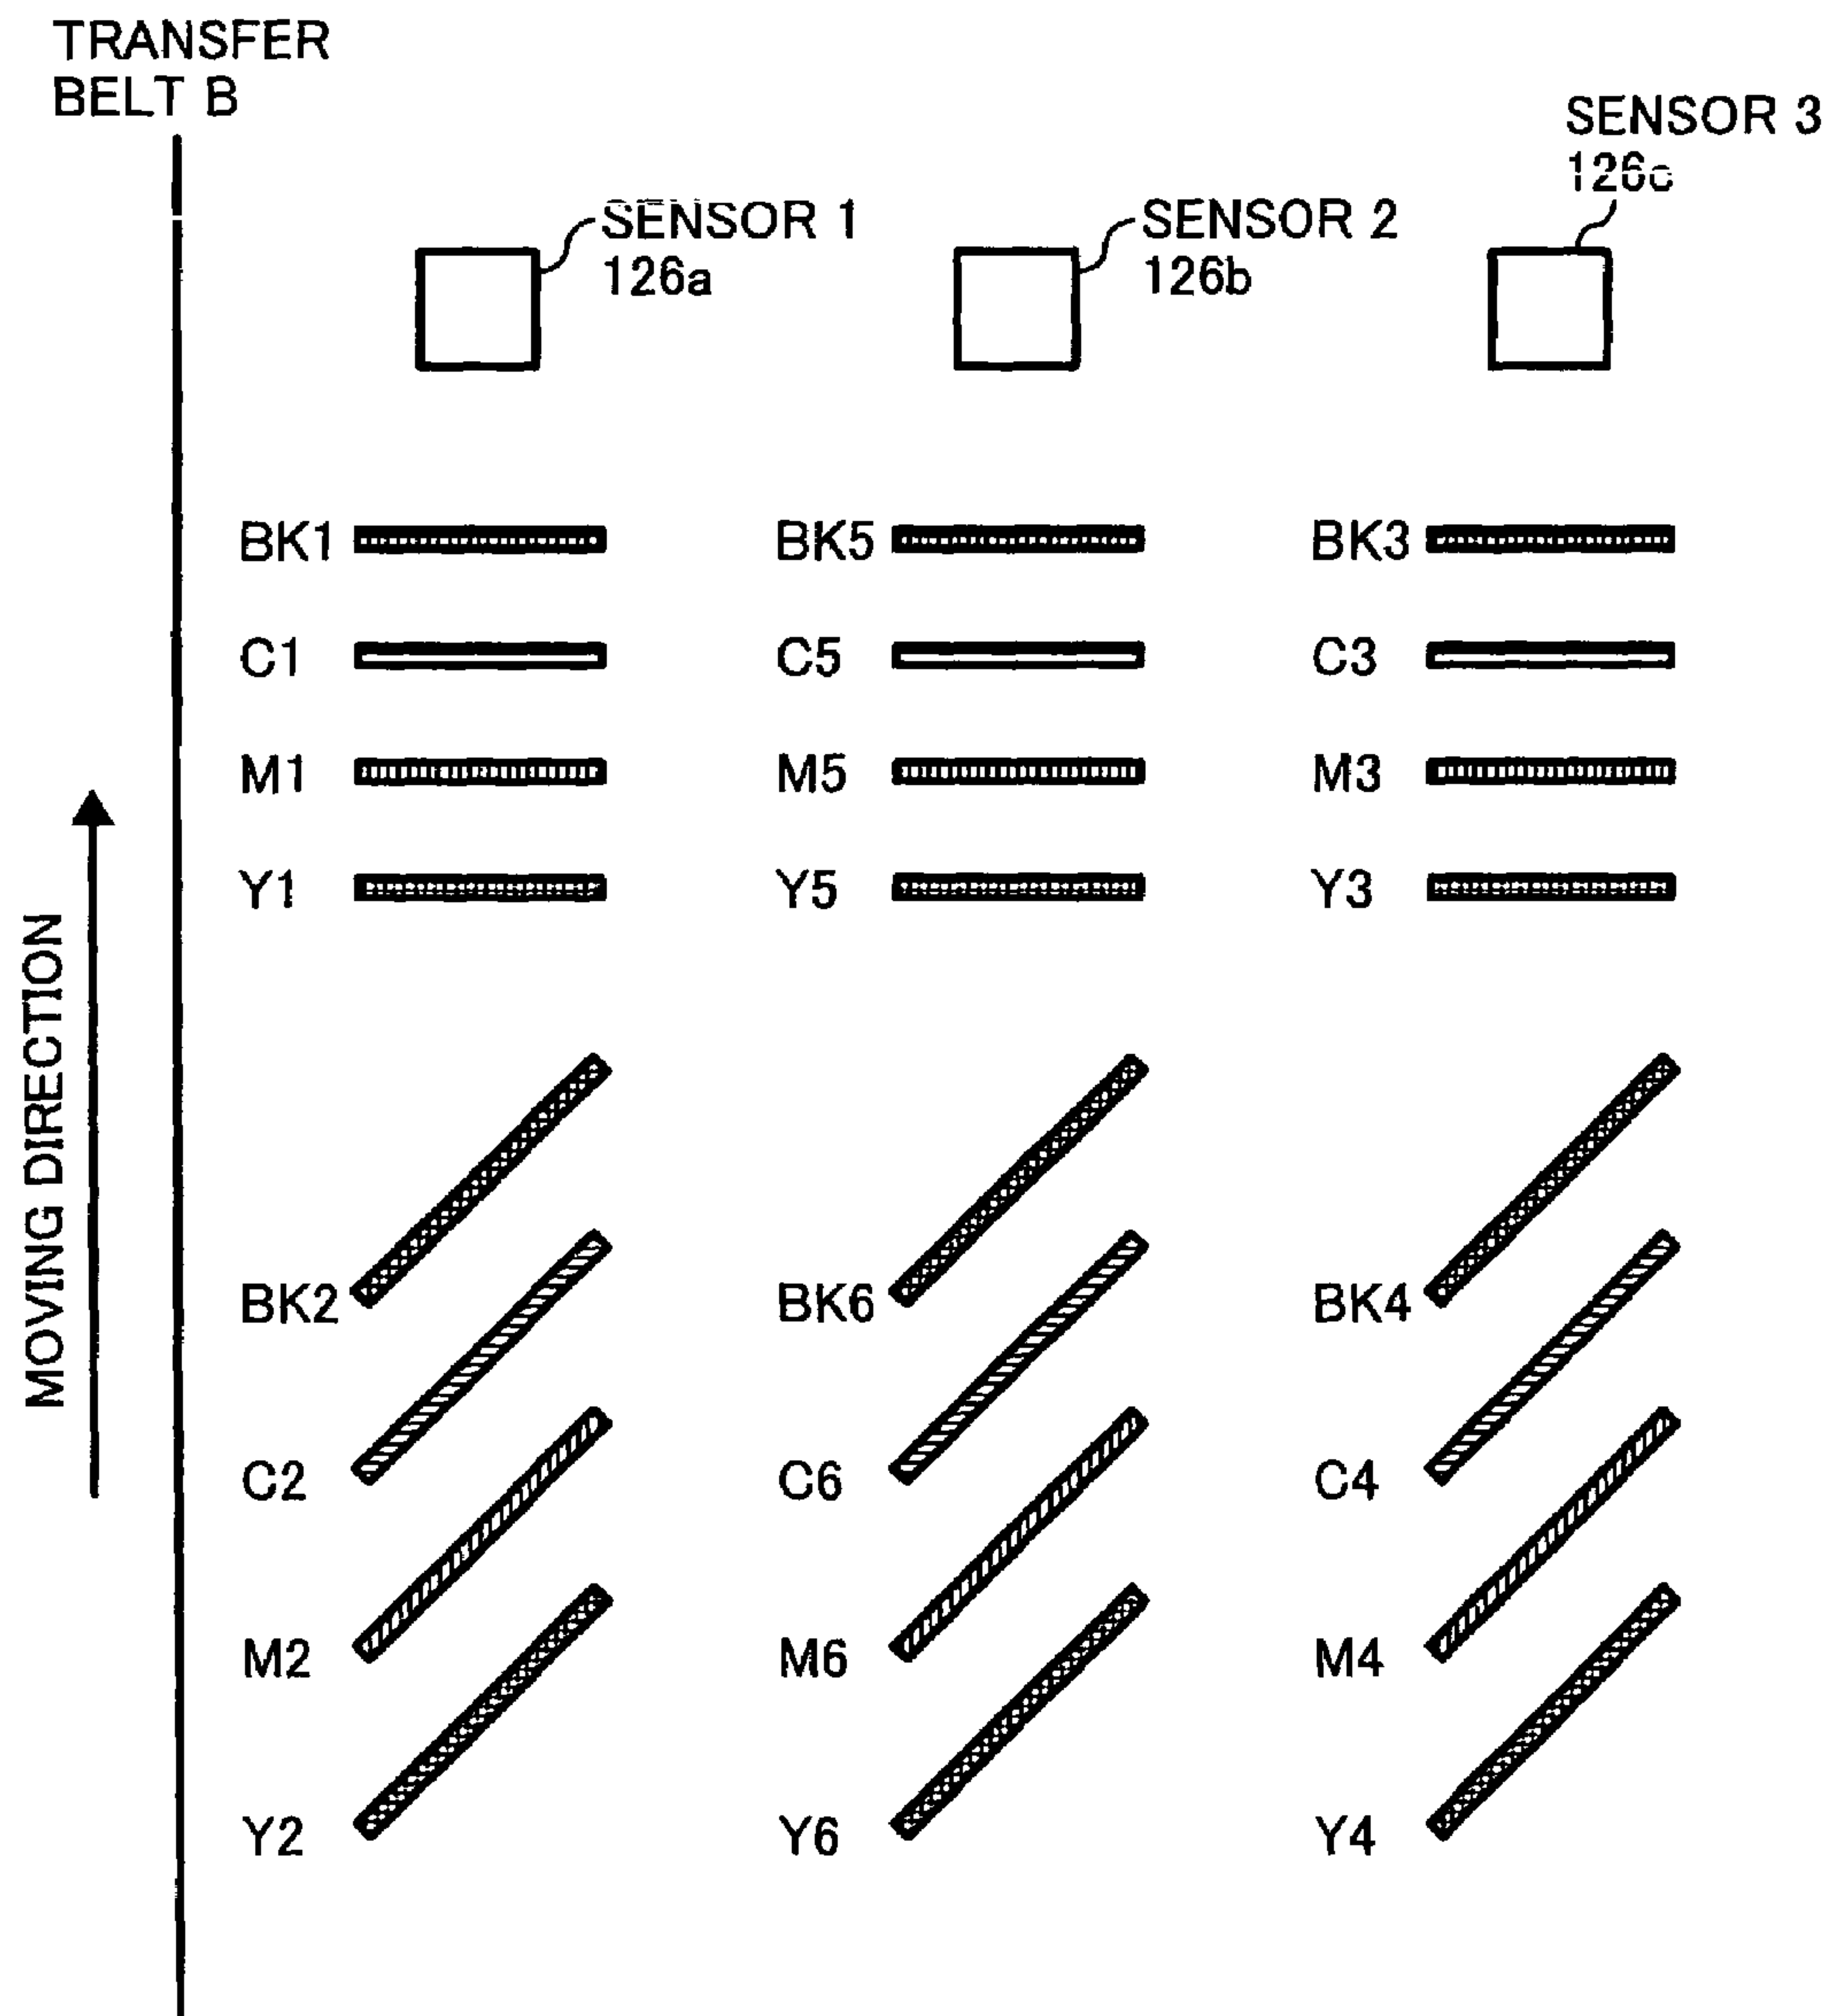 TRANSFER
BELT B
SENSOR 3
126c
SENSOR 1
126a
SENSOR 2
126b
BK1
BK5
BK3
C1
C5
C3
M1
M5
M3
Y1
Y5
Y3
MOVING DIRECTION
BK2
BK6
BK4
C2
C6
C4
M2
M6
M4
Y2
Y6
Y4